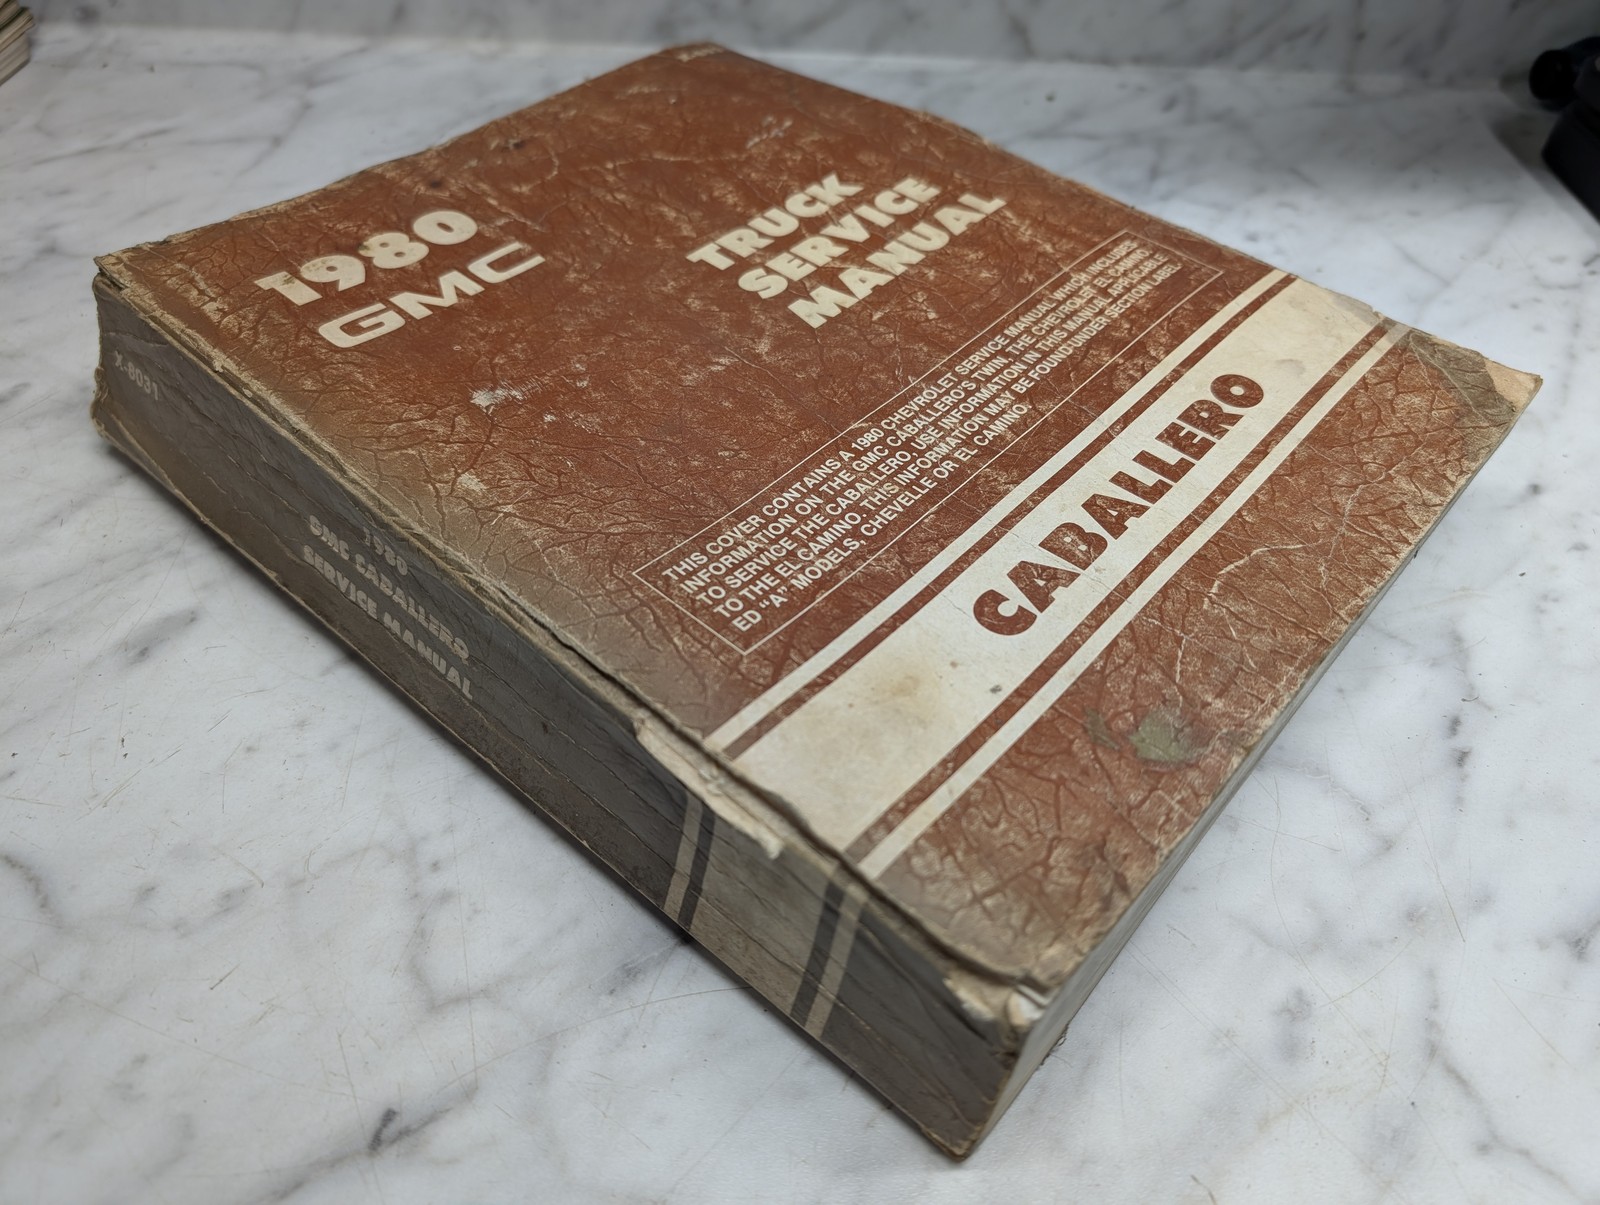 1980
GMC
TRUCK
SERVICE
MANUAL
THIS COVER CONTAINS A 1980 CHEVROLET SERVICE MANUAL WHICH INCLUDES
INFORMATION ON THE GMC CABALLERO'S TWIN, THE CHEVROLET EL CAMINO.
TO SERVICE THE CABALLERO, USE INFORMATION IN THIS MANUAL APPLICABLE
TO THE EL CAMINO. THIS INFORMATION MAY BE FOUND UNDER SECTION LABEL-
ED "A" MODELS, CHEVELLE OR EL CAMINO.
CABALLERO
X-8031
1980
GMC CABALLERO
SERVICE MANUAL